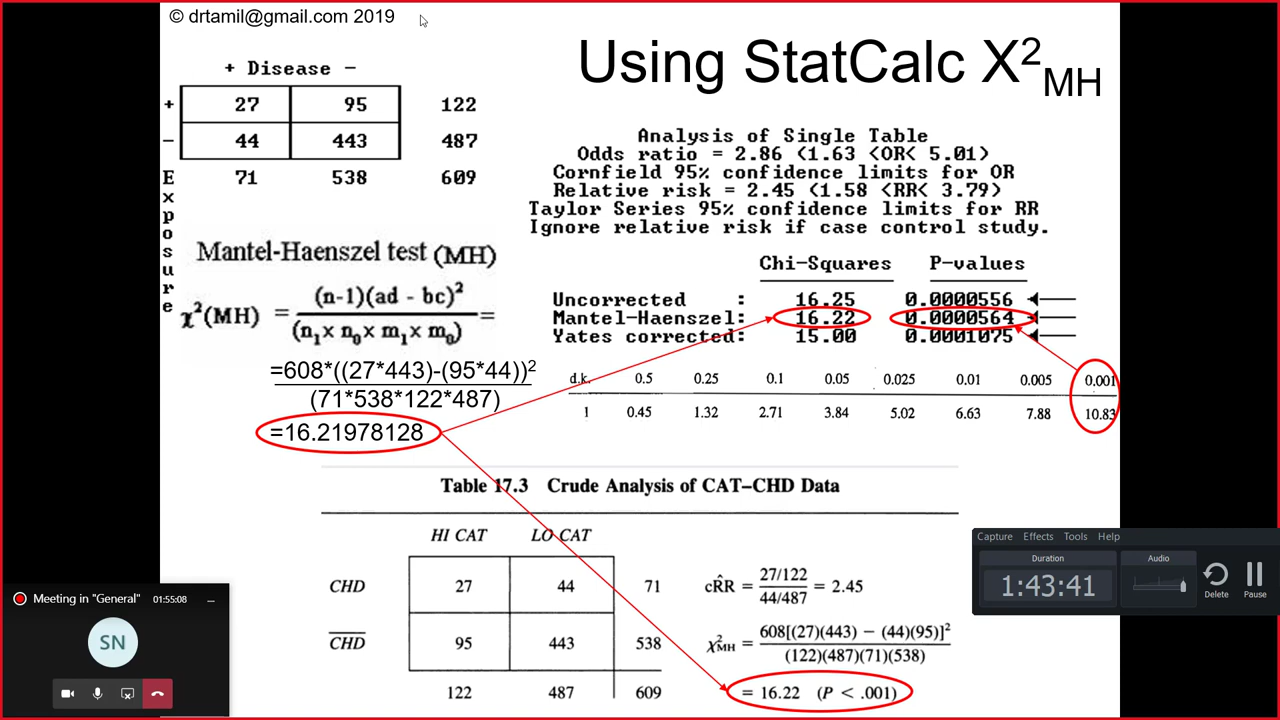 © drtamil@gmail.com 2019
Using StatCalc X²MH
+ Disease −
+ 27 95 122
− 44 443 487
71 538 609
Exposure
Analysis of Single Table
Odds ratio = 2.86 <1.63 <OR< 5.01>
Cornfield 95% confidence limits for OR
Relative risk = 2.45 <1.58 <RR< 3.79>
Taylor Series 95% confidence limits for RR
Ignore relative risk if case control study.
Chi-Squares P-values
Uncorrected : 16.25 0.0000556
Mantel-Haenszel: 16.22 0.0000564
Yates corrected: 15.00 0.0001075
Mantel-Haenszel test (MH)
χ²(MH) = (n-1)(ad - bc)² =
(n₁x n₀x m₁x m₀)
=608*((27*443)-(95*44))²
(71*538*122*487)
=16.21978128
d.k. 0.5 0.25 0.1 0.05 0.025 0.01 0.005 0.001
1 0.45 1.32 2.71 3.84 5.02 6.63 7.88 10.83
Table 17.3 Crude Analysis of CAT–CHD Data
HI CAT LO CAT
CHD 27 44 71
C̅H̅D̅ 95 443 538
122 487 609
cR̂R = 27/122 = 2.45
44/487
χ²MH = 608[(27)(443) − (44)(95)]²
(122)(487)(71)(538)
= 16.22 (P < .001)
Capture Effects Tools Help
Duration Audio
1:43:41
Delete Pause
Meeting in "General" 01:55:08
SN